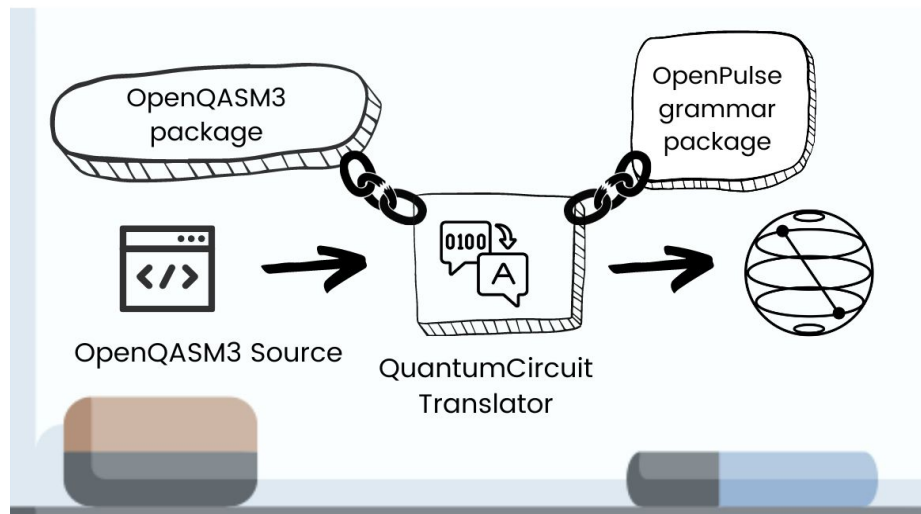 OpenQASM3
package
OpenPulse
grammar
package
0100
A
</>
OpenQASM3 Source
QuantumCircuit
Translator